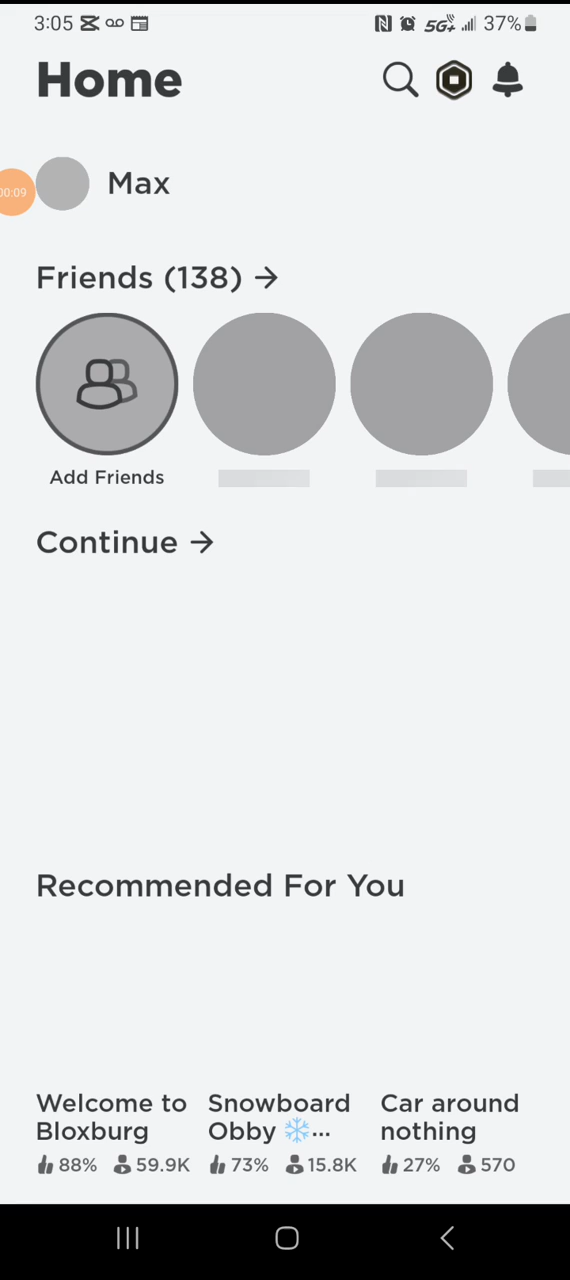 3:05 5G+ 37%
Home
00:09
Max
Friends (138) →
Add Friends
Continue →
Recommended For You
Welcome to Snowboard Car around
Bloxburg Obby ❄️... nothing
88% 59.9K 73% 15.8K 27% 570